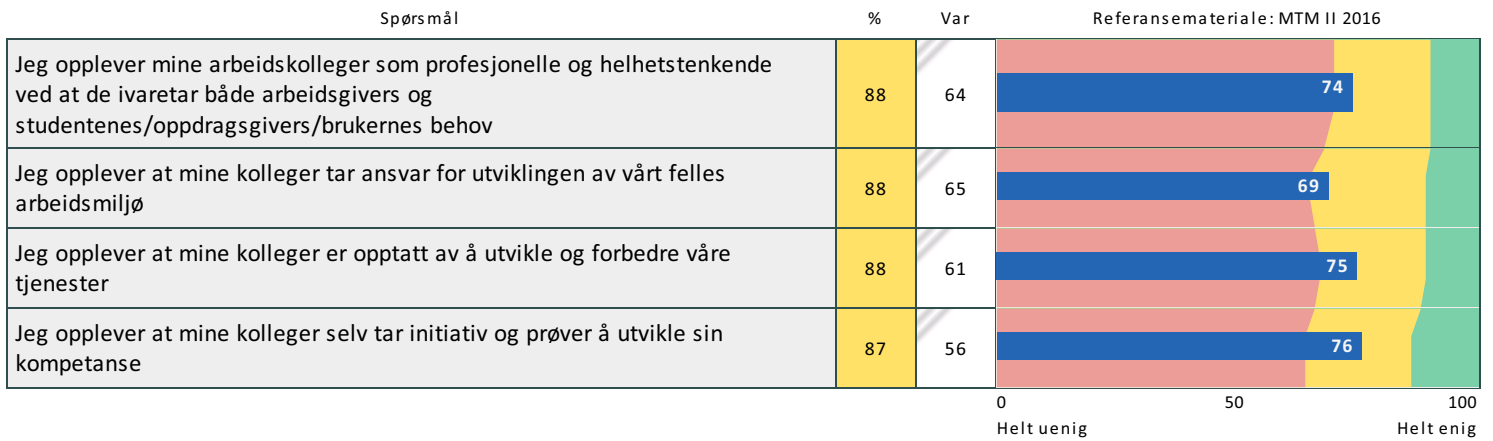 Spørsmål % Var Referansemateriale: MTM II 2016
Jeg opplever mine arbeidskolleger som profesjonelle og helhetstenkende
ved at de ivaretar både arbeidsgivers og
studentenes/oppdragsgivers/brukernes behov
88 64 74
Jeg opplever at mine kolleger tar ansvar for utviklingen av vårt felles
arbeidsmiljø
88 65 69
Jeg opplever at mine kolleger er opptatt av å utvikle og forbedre våre
tjenester
88 61 75
Jeg opplever at mine kolleger selv tar initiativ og prøver å utvikle sin
kompetanse
87 56 76
0 50 100
Helt uenig Helt enig